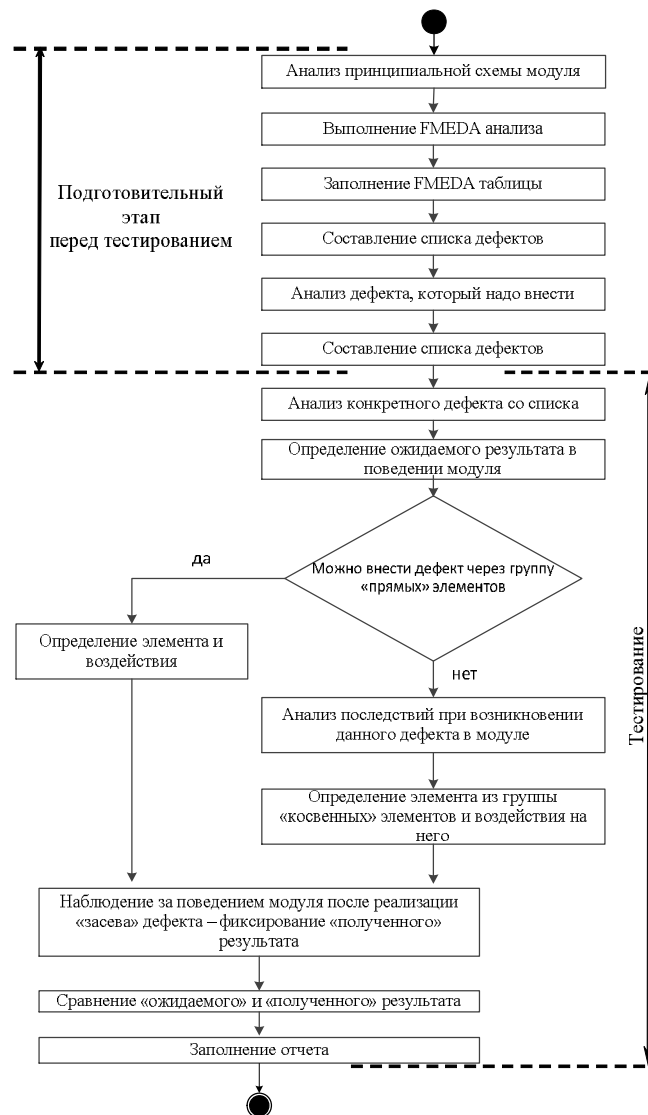 Анализ принципиальной схемы модуля
Выполнение FMEDA анализа
Заполнение FMEDA таблицы
Составление списка дефектов
Анализ дефекта, который надо внести
Составление списка дефектов
Подготовительный
этап
перед тестированием
Анализ конкретного дефекта со списка
Определение ожидаемого результата в
поведении модуля
Можно внести дефект через группу
«прямых» элементов
да
нет
Определение элемента и
воздействия
Анализ последствий при возникновении
данного дефекта в модуле
Определение элемента из группы
«косвенных» элементов и воздействия на
него
Тестирование
Наблюдение за поведением модуля после реализации
«засева» дефекта – фиксирование «полученного»
результата
Сравнение «ожидаемого» и «полученного» результата
Заполнение отчета